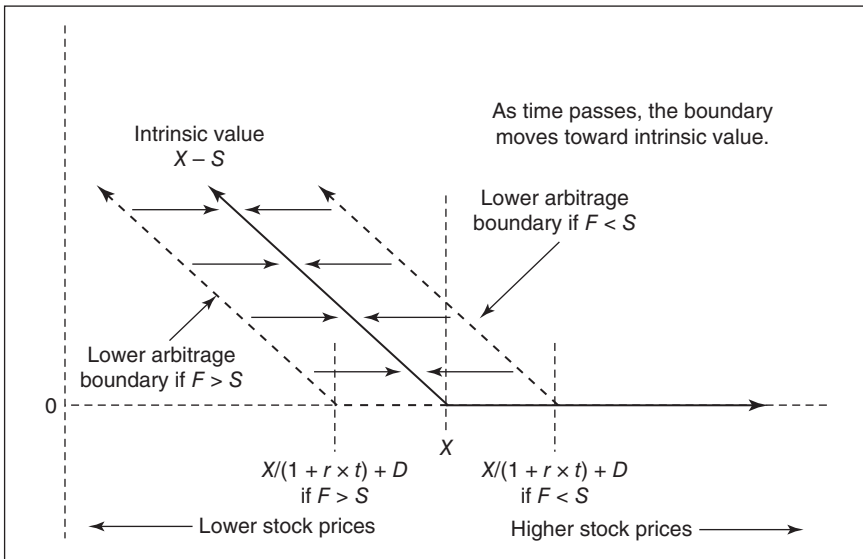 As time passes, the boundary
moves toward intrinsic value.
Intrinsic value
X – S
Lower arbitrage
boundary if F < S
Lower arbitrage
boundary if F > S
0
X
X/(1 + r × t) + D
if F > S
X/(1 + r × t) + D
if F < S
Lower stock prices
Higher stock prices